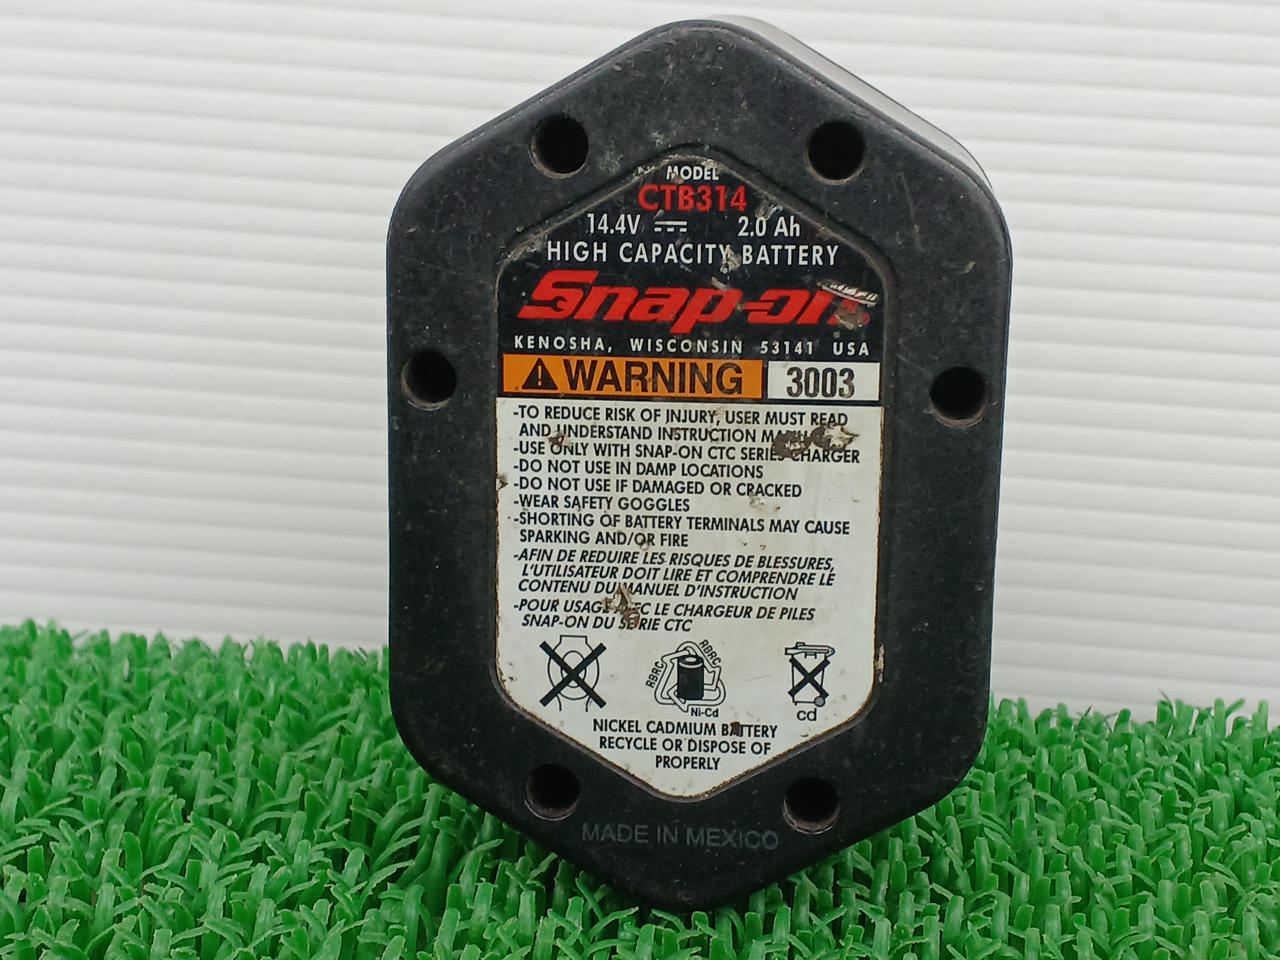 MODEL
CTB314
14.4V 2.0 Ah
HIGH CAPACITY BATTERY
Snap-on
KENOSHA, WISCONSIN 53141 USA
WARNING 3003
-TO REDUCE RISK OF INJURY, USER MUST READ
AND UNDERSTAND INSTRUCTION
-USE ONLY WITH SNAP-ON CTC SERIES CHARGER
-DO NOT USE IN DAMP LOCATIONS
-DO NOT USE IF DAMAGED OR CRACKED
-WEAR SAFETY GOGGLES
-SHORTING OF BATTERY TERMINALS MAY CAUSE
SPARKING AND/OR FIRE
-AFIN DE REDUIRE LES RISQUES DE BLESSURES,
L'UTILISATEUR DOIT LIRE ET COMPRENDRE LE
CONTENU DU MANUEL D'INSTRUCTION
-POUR USAGE AVEC LE CHARGEUR DE PILES
SNAP-ON DU SERIE CTC
RBRC RBRC
Ni-Cd
cd
NICKEL CADMIUM BATTERY
RECYCLE OR DISPOSE OF
PROPERLY
MADE IN MEXICO